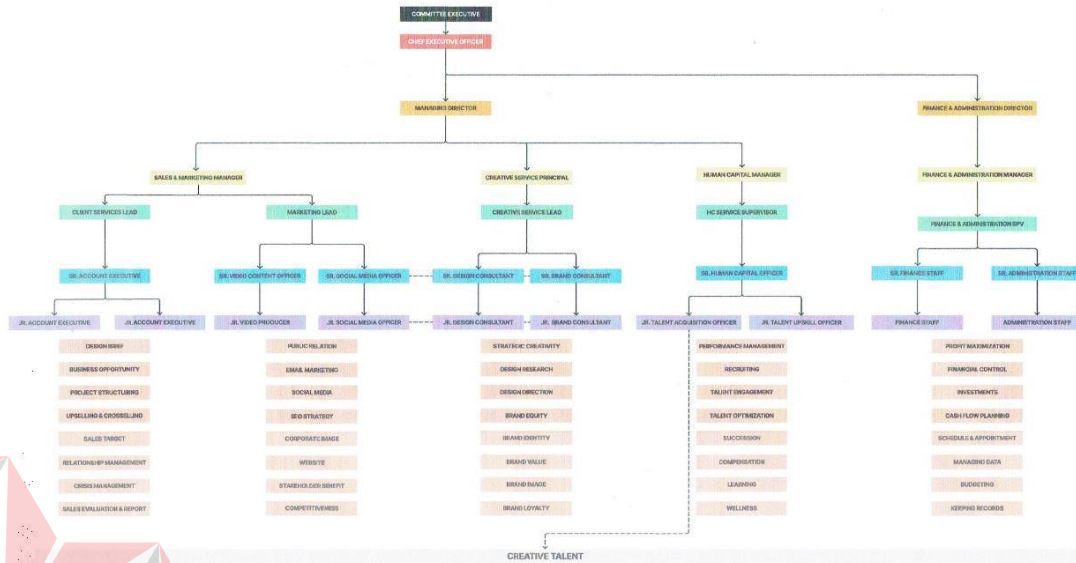 COMMITTEE EXECUTIVE
CHIEF EXECUTIVE OFFICER
MANAGING DIRECTOR
FINANCE & ADMINISTRATION DIRECTOR
SALES & MARKETING MANAGER
CREATIVE SERVICE PRINCIPAL
HUMAN CAPITAL MANAGER
FINANCE & ADMINISTRATION MANAGER
CLIENT SERVICES LEAD
MARKETING LEAD
CREATIVE SERVICE LEAD
HC SERVICE SUPERVISOR
FINANCE & ADMINISTRATION SPV
SR. ACCOUNT EXECUTIVE
SR. VIDEO CONTENT OFFICER
SR. SOCIAL MEDIA OFFICER
SR. DESIGN CONSULTANT
SR. BRAND CONSULTANT
SR. HUMAN CAPITAL OFFICER
SR. FINANCE STAFF
SR. ADMINISTRATION STAFF
JR. ACCOUNT EXECUTIVE
JR. ACCOUNT EXECUTIVE
JR. VIDEO PRODUCER
JR. SOCIAL MEDIA OFFICER
JR. DESIGN CONSULTANT
JR. BRAND CONSULTANT
JR. TALENT ACQUISITION OFFICER
JR. TALENT UPSKILL OFFICER
FINANCE STAFF
ADMINISTRATION STAFF
DESIGN BRIEF
BUSINESS OPPORTUNITY
PROJECT STRUCTURING
UPSELLING & CROSSELLING
SALES TARGET
RELATIONSHIP MANAGEMENT
CRISIS MANAGEMENT
SALES EVALUATION & REPORT
PUBLIC RELATION
EMAIL MARKETING
SOCIAL MEDIA
SEO STRATEGY
CORPORATE IMAGE
WEBSITE
STAKEHOLDER BENEFIT
COMPETITIVENESS
STRATEGIC CREATIVITY
DESIGN RESEARCH
DESIGN DIRECTION
BRAND EQUITY
BRAND IDENTITY
BRAND VALUE
BRAND IMAGE
BRAND LOYALTY
PERFORMANCE MANAGEMENT
RECRUITING
TALENT ENGAGEMENT
TALENT OPTIMIZATION
SUCCESSION
COMPENSATION
LEARNING
WELLNESS
PROFIT MAXIMIZATION
FINANCIAL CONTROL
INVESTMENTS
CASH FLOW PLANNING
SCHEDULE & APPOINTMENT
MANAGING DATA
BUDGETING
KEEPING RECORDS
CREATIVE TALENT